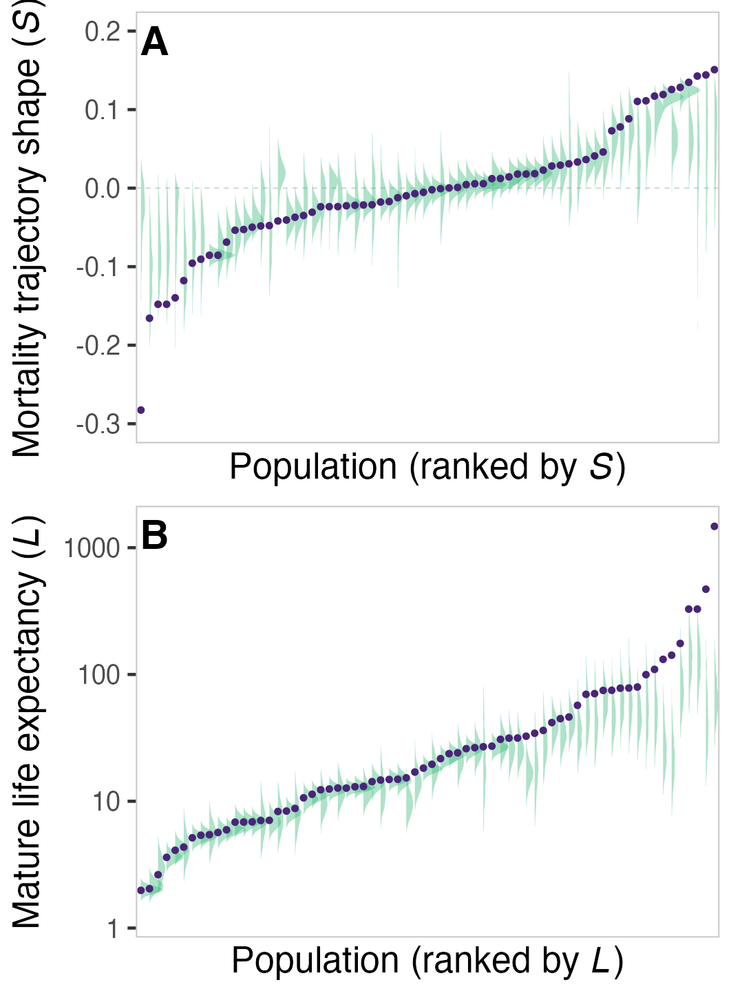 A
Mortality trajectory shape (S)
0.2
0.1
0.0
-0.1
-0.2
-0.3
Population (ranked by S)
B
Mature life expectancy (L)
1000
100
10
1
Population (ranked by L)